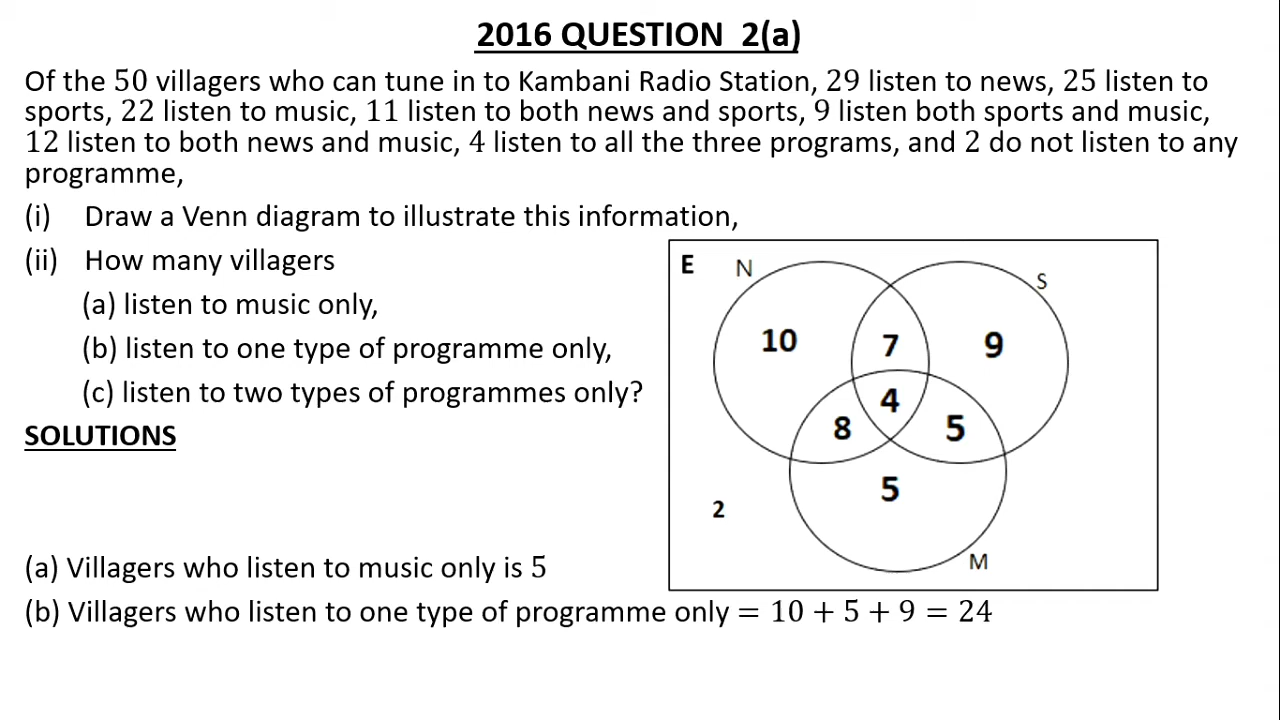 2016 QUESTION 2(a)
Of the 50 villagers who can tune in to Kambani Radio Station, 29 listen to news, 25 listen to
sports, 22 listen to music, 11 listen to both news and sports, 9 listen both sports and music,
12 listen to both news and music, 4 listen to all the three programs, and 2 do not listen to any
programme,
(i) Draw a Venn diagram to illustrate this information,
(ii) How many villagers
(a) listen to music only,
(b) listen to one type of programme only,
(c) listen to two types of programmes only?
SOLUTIONS
E
N
S
10
7
9
4
8
5
5
2
M
(a) Villagers who listen to music only is 5
(b) Villagers who listen to one type of programme only = 10 + 5 + 9 = 24